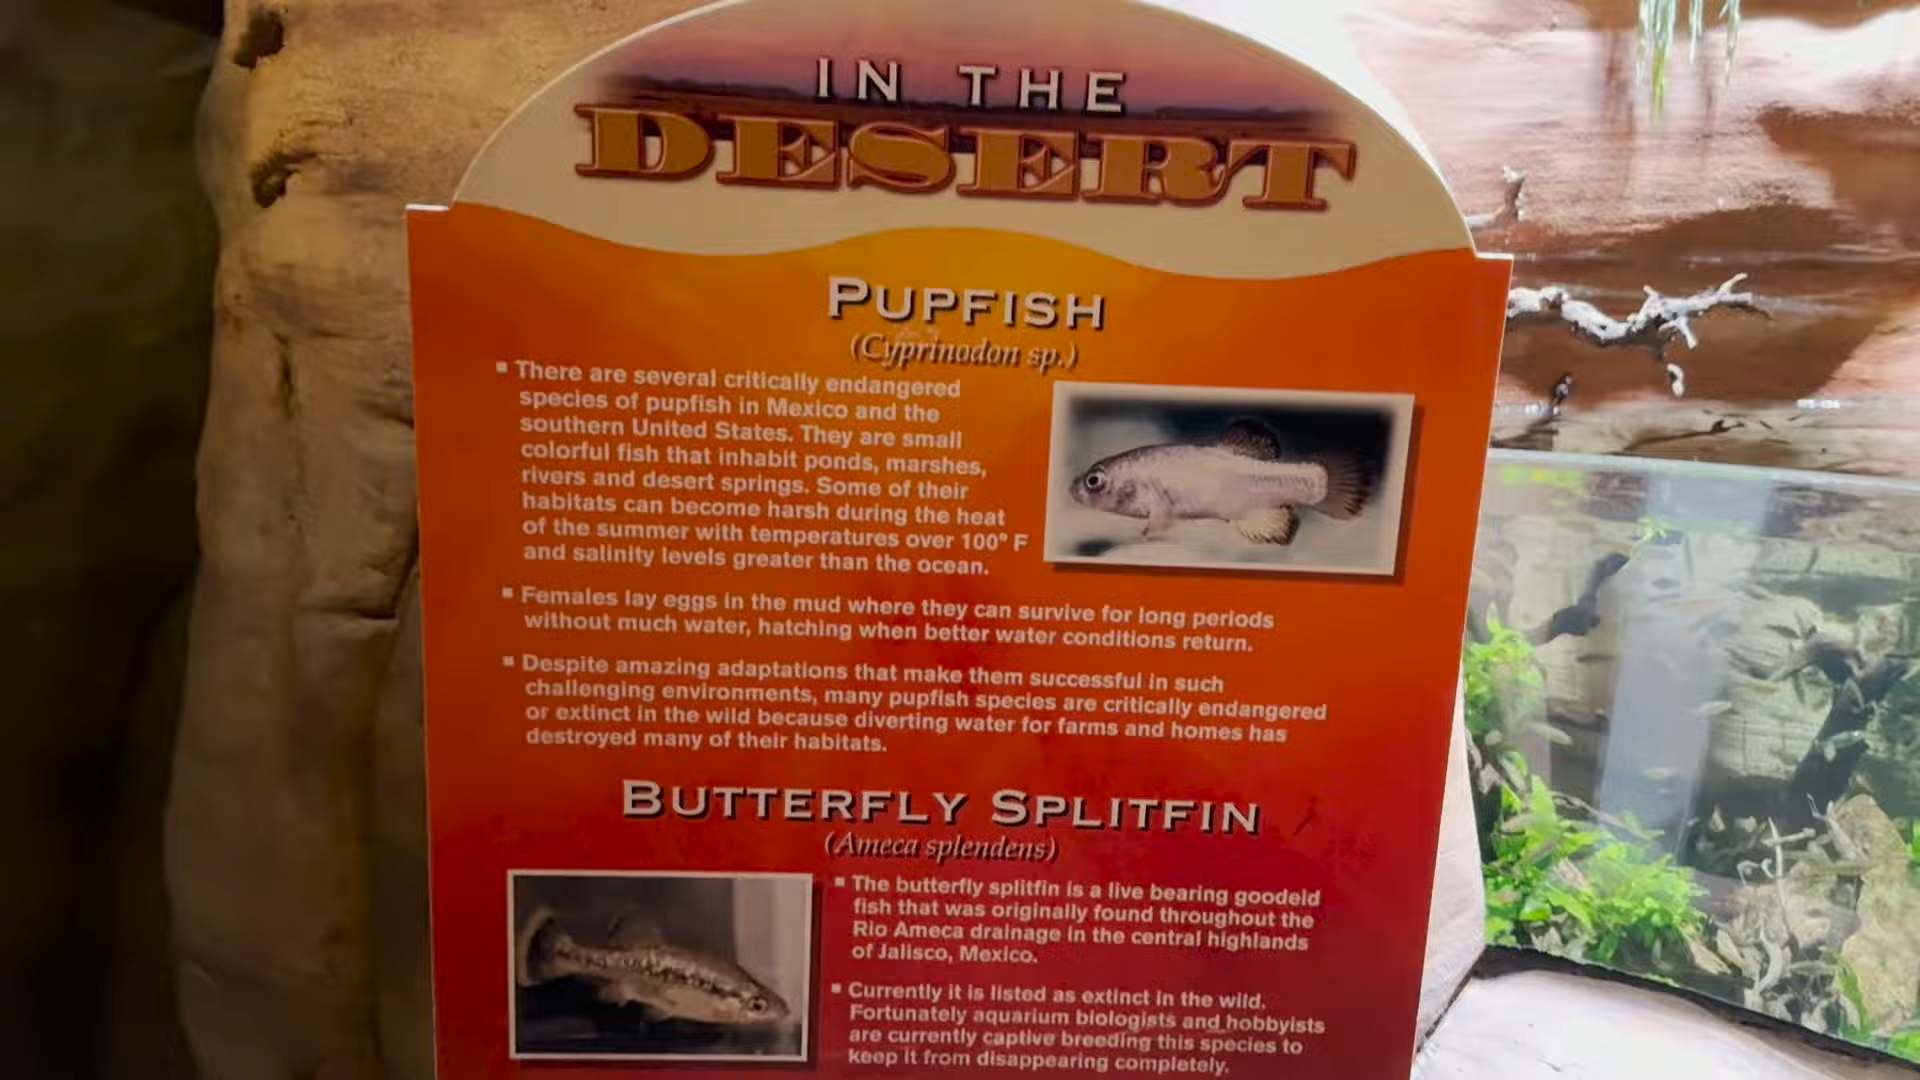 IN THE
DESERT
PUPFISH
(Cyprinodon sp.)
▪ There are several critically endangered
species of pupfish in Mexico and the
southern United States. They are small
colorful fish that inhabit ponds, marshes,
rivers and desert springs. Some of their
habitats can become harsh during the heat
of the summer with temperatures over 100° F
and salinity levels greater than the ocean.
▪ Females lay eggs in the mud where they can survive for long periods
without much water, hatching when better water conditions return.
▪ Despite amazing adaptations that make them successful in such
challenging environments, many pupfish species are critically endangered
or extinct in the wild because diverting water for farms and homes has
destroyed many of their habitats.
BUTTERFLY SPLITFIN
(Ameca splendens)
▪ The butterfly splitfin is a live bearing goodeid
fish that was originally found throughout the
Rio Ameca drainage in the central highlands
of Jalisco, Mexico.
▪ Currently it is listed as extinct in the wild.
Fortunately aquarium biologists and hobbyists
are currently captive breeding this species to
keep it from disappearing completely.